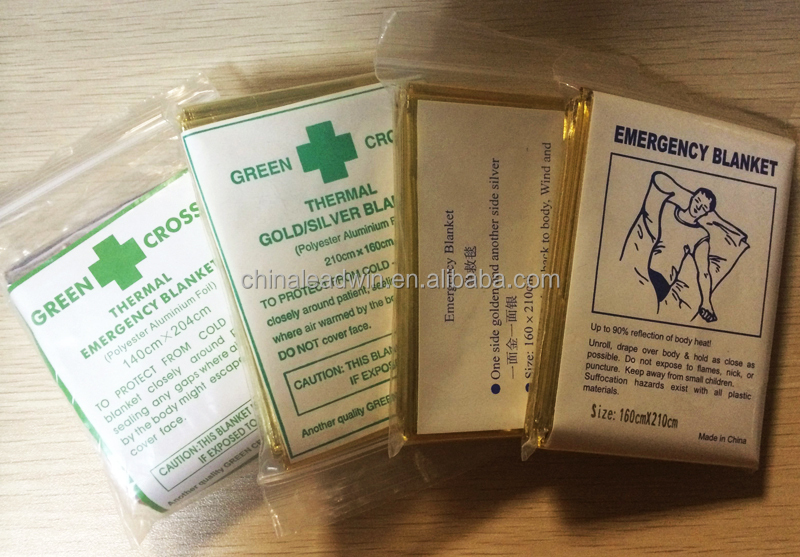 GREEN CROSS
THERMAL
EMERGENCY BLANKET
(Polyester Aluminium Foil)
140cm × 204cm
TO PROTECT FROM COLD
blanket closely around
sealing any gaps where
by the body might escape
cover face.
CAUTION: THIS BLANKET
IF EXPOSED TO
Another quality GREEN
GREEN CROSS
THERMAL
GOLD/SILVER
(Polyester Aluminium
210cm x 160cm
TO PROTECT FROM COLD
closely around patient,
where air warmed by the
DO NOT cover face.
CAUTION: THIS
IF EXPOSED
Another quality
Emergency Blanket
救毯
One side golden and another side silver
一面金一面银
Size: 160 × 210
back to body, Wind and
EMERGENCY BLANKET
Up to 90% reflection of body heat!
Unroll, drape over body & hold as close as
possible. Do not expose to flames, nick, or
puncture. Keep away from small children.
Suffocation hazards exist with all plastic
materials.
Size: 160cmX210cm
Made in China
chinaleadwin.en.alibaba.com